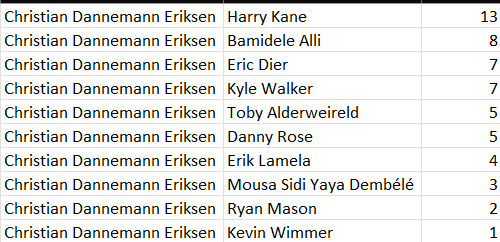 Christian Dannemann Eriksen Harry Kane 13
Christian Dannemann Eriksen Bamidele Alli 8
Christian Dannemann Eriksen Eric Dier 7
Christian Dannemann Eriksen Kyle Walker 7
Christian Dannemann Eriksen Toby Alderweireld 5
Christian Dannemann Eriksen Danny Rose 5
Christian Dannemann Eriksen Erik Lamela 4
Christian Dannemann Eriksen Mousa Sidi Yaya Dembélé 3
Christian Dannemann Eriksen Ryan Mason 2
Christian Dannemann Eriksen Kevin Wimmer 1